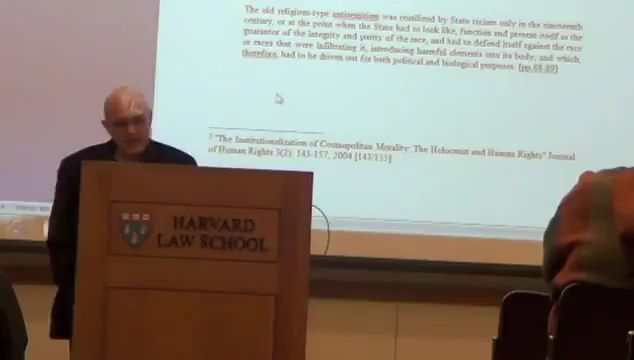 The old religious-type antisemitism was reutilized by State racism only in the nineteenth
century, or at the point when the State had to look like, function and present itself as the
guarantor of the integrity and purity of the race, and had to defend itself against the race
or races that were infiltrating it, introducing harmful elements into its body, and which,
therefore, had to be driven out for both political and biological purposes. [pp.88-89]
"The Institutionalization of Cosmopolitan Morality: The Holocaust and Human Rights" Journal
of Human Rights 3(2): 143-157, 2004 [143/155]
HARVARD
LAW SCHOOL